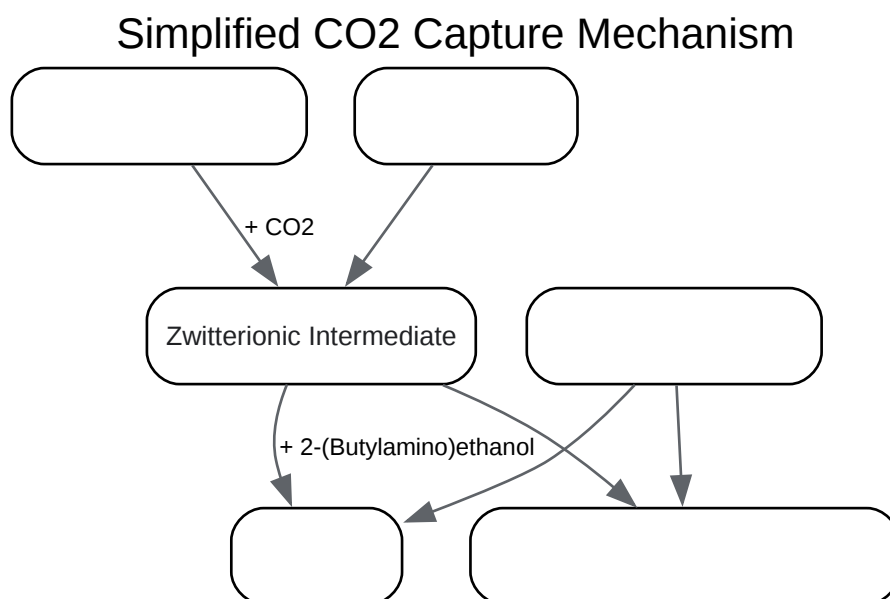 Simplified CO2 Capture Mechanism
+ CO2
Zwitterionic Intermediate
+ 2-(Butylamino)ethanol